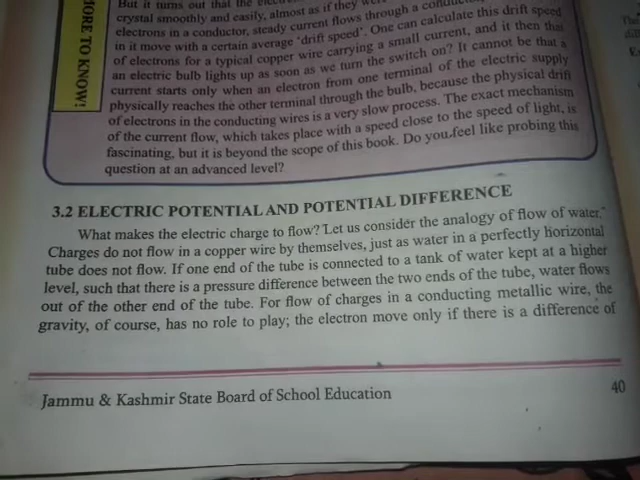 But it turns out that the
crystal smoothly and easily, almost as if they were
electrons in a conductor, steady current flows through a
in it move with a certain average 'drift speed'. One can calculate this drift speed
of electrons for a typical copper wire carrying a small current, and it then that
an electric bulb lights up as soon as we turn the switch on? It cannot be that a
current starts only when an electron from one terminal of the electric supply
physically reaches the other terminal through the bulb, because the physical drift
of electrons in the conducting wires is a very slow process. The exact mechanism
of the current flow, which takes place with a speed close to the speed of light, is
fascinating, but it is beyond the scope of this book. Do you feel like probing this
question at an advanced level?
MORE TO KNOW!
3.2 ELECTRIC POTENTIAL AND POTENTIAL DIFFERENCE
What makes the electric charge to flow? Let us consider the analogy of flow of water.
Charges do not flow in a copper wire by themselves, just as water in a perfectly horizontal
tube does not flow. If one end of the tube is connected to a tank of water kept at a higher
level, such that there is a pressure difference between the two ends of the tube, water flows
out of the other end of the tube. For flow of charges in a conducting metallic wire, the
gravity, of course, has no role to play; the electron move only if there is a difference of
Jammu & Kashmir State Board of School Education
40